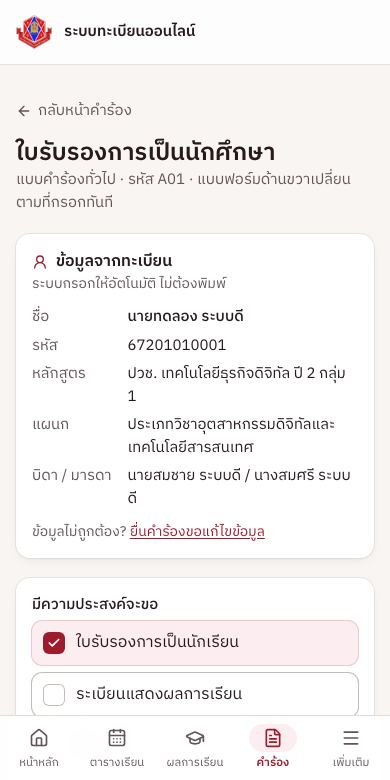 ระบบทะเบียนออนไลน์
กลับหน้าคำร้อง
ใบรับรองการเป็นนักศึกษา
แบบคำร้องทั่วไป · รหัส A01 · แบบฟอร์มด้านขวาเปลี่ยน
ตามที่กรอกทันที
ข้อมูลจากทะเบียน
ระบบกรอกให้อัตโนมัติ ไม่ต้องพิมพ์
ชื่อ นายทดลอง ระบบดี
รหัส 67201010001
หลักสูตร ปวช. เทคโนโลยีธุรกิจดิจิทัล ปี 2 กลุ่ม
1
แผนก ประเภทวิชาอุตสาหกรรมดิจิทัลและ
เทคโนโลยีสารสนเทศ
บิดา / มารดา นายสมชาย ระบบดี / นางสมศรี ระบบ
ดี
ข้อมูลไม่ถูกต้อง? ยื่นคำร้องขอแก้ไขข้อมูล
มีความประสงค์จะขอ
ใบรับรองการเป็นนักเรียน
ระเบียนแสดงผลการเรียน
หน้าหลัก ตารางเรียน ผลการเรียน คำร้อง เพิ่มเติม